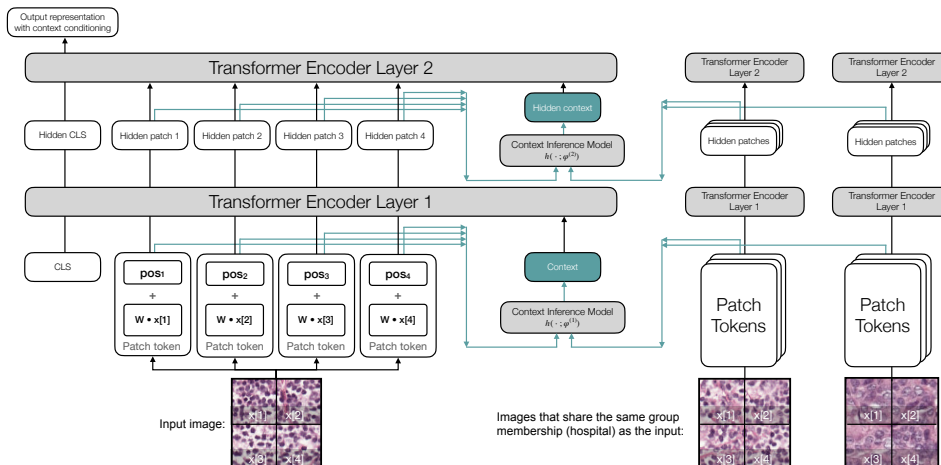 Output representation
with context conditioning
Transformer Encoder Layer 2
Transformer Encoder
Layer 2
Transformer Encoder
Layer 2
Hidden context
Hidden CLS
Hidden patch 1
Hidden patch 2
Hidden patch 3
Hidden patch 4
Context Inference Model
h( · ; φ⁽²⁾)
Hidden patches
Hidden patches
Transformer Encoder Layer 1
Transformer Encoder
Layer 1
Transformer Encoder
Layer 1
CLS
pos₁
pos₂
pos₃
pos₄
Context
+
+
+
+
W • x[1]
W • x[2]
W • x[3]
W • x[4]
Context Inference Model
h( · ; φ⁽¹⁾)
Patch
Tokens
Patch
Tokens
Patch token
Patch token
Patch token
Patch token
Input image:
x[1]
x[2]
x[3]
x[4]
Images that share the same group
membership (hospital) as the input:
x[1]
x[2]
x[3]
x[4]
x[1]
x[2]
x[3]
x[4]